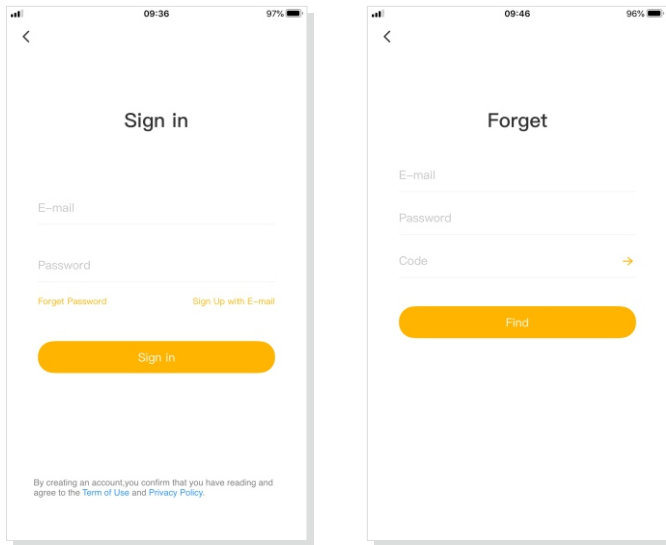 09:36
97%
Sign in
E-mail
Password
Forget Password
Sign Up with E-mail
Sign in
By creating an account,you confirm that you have reading and
agree to the Term of Use and Privacy Policy.
09:46
96%
Forget
E-mail
Password
Code
Find